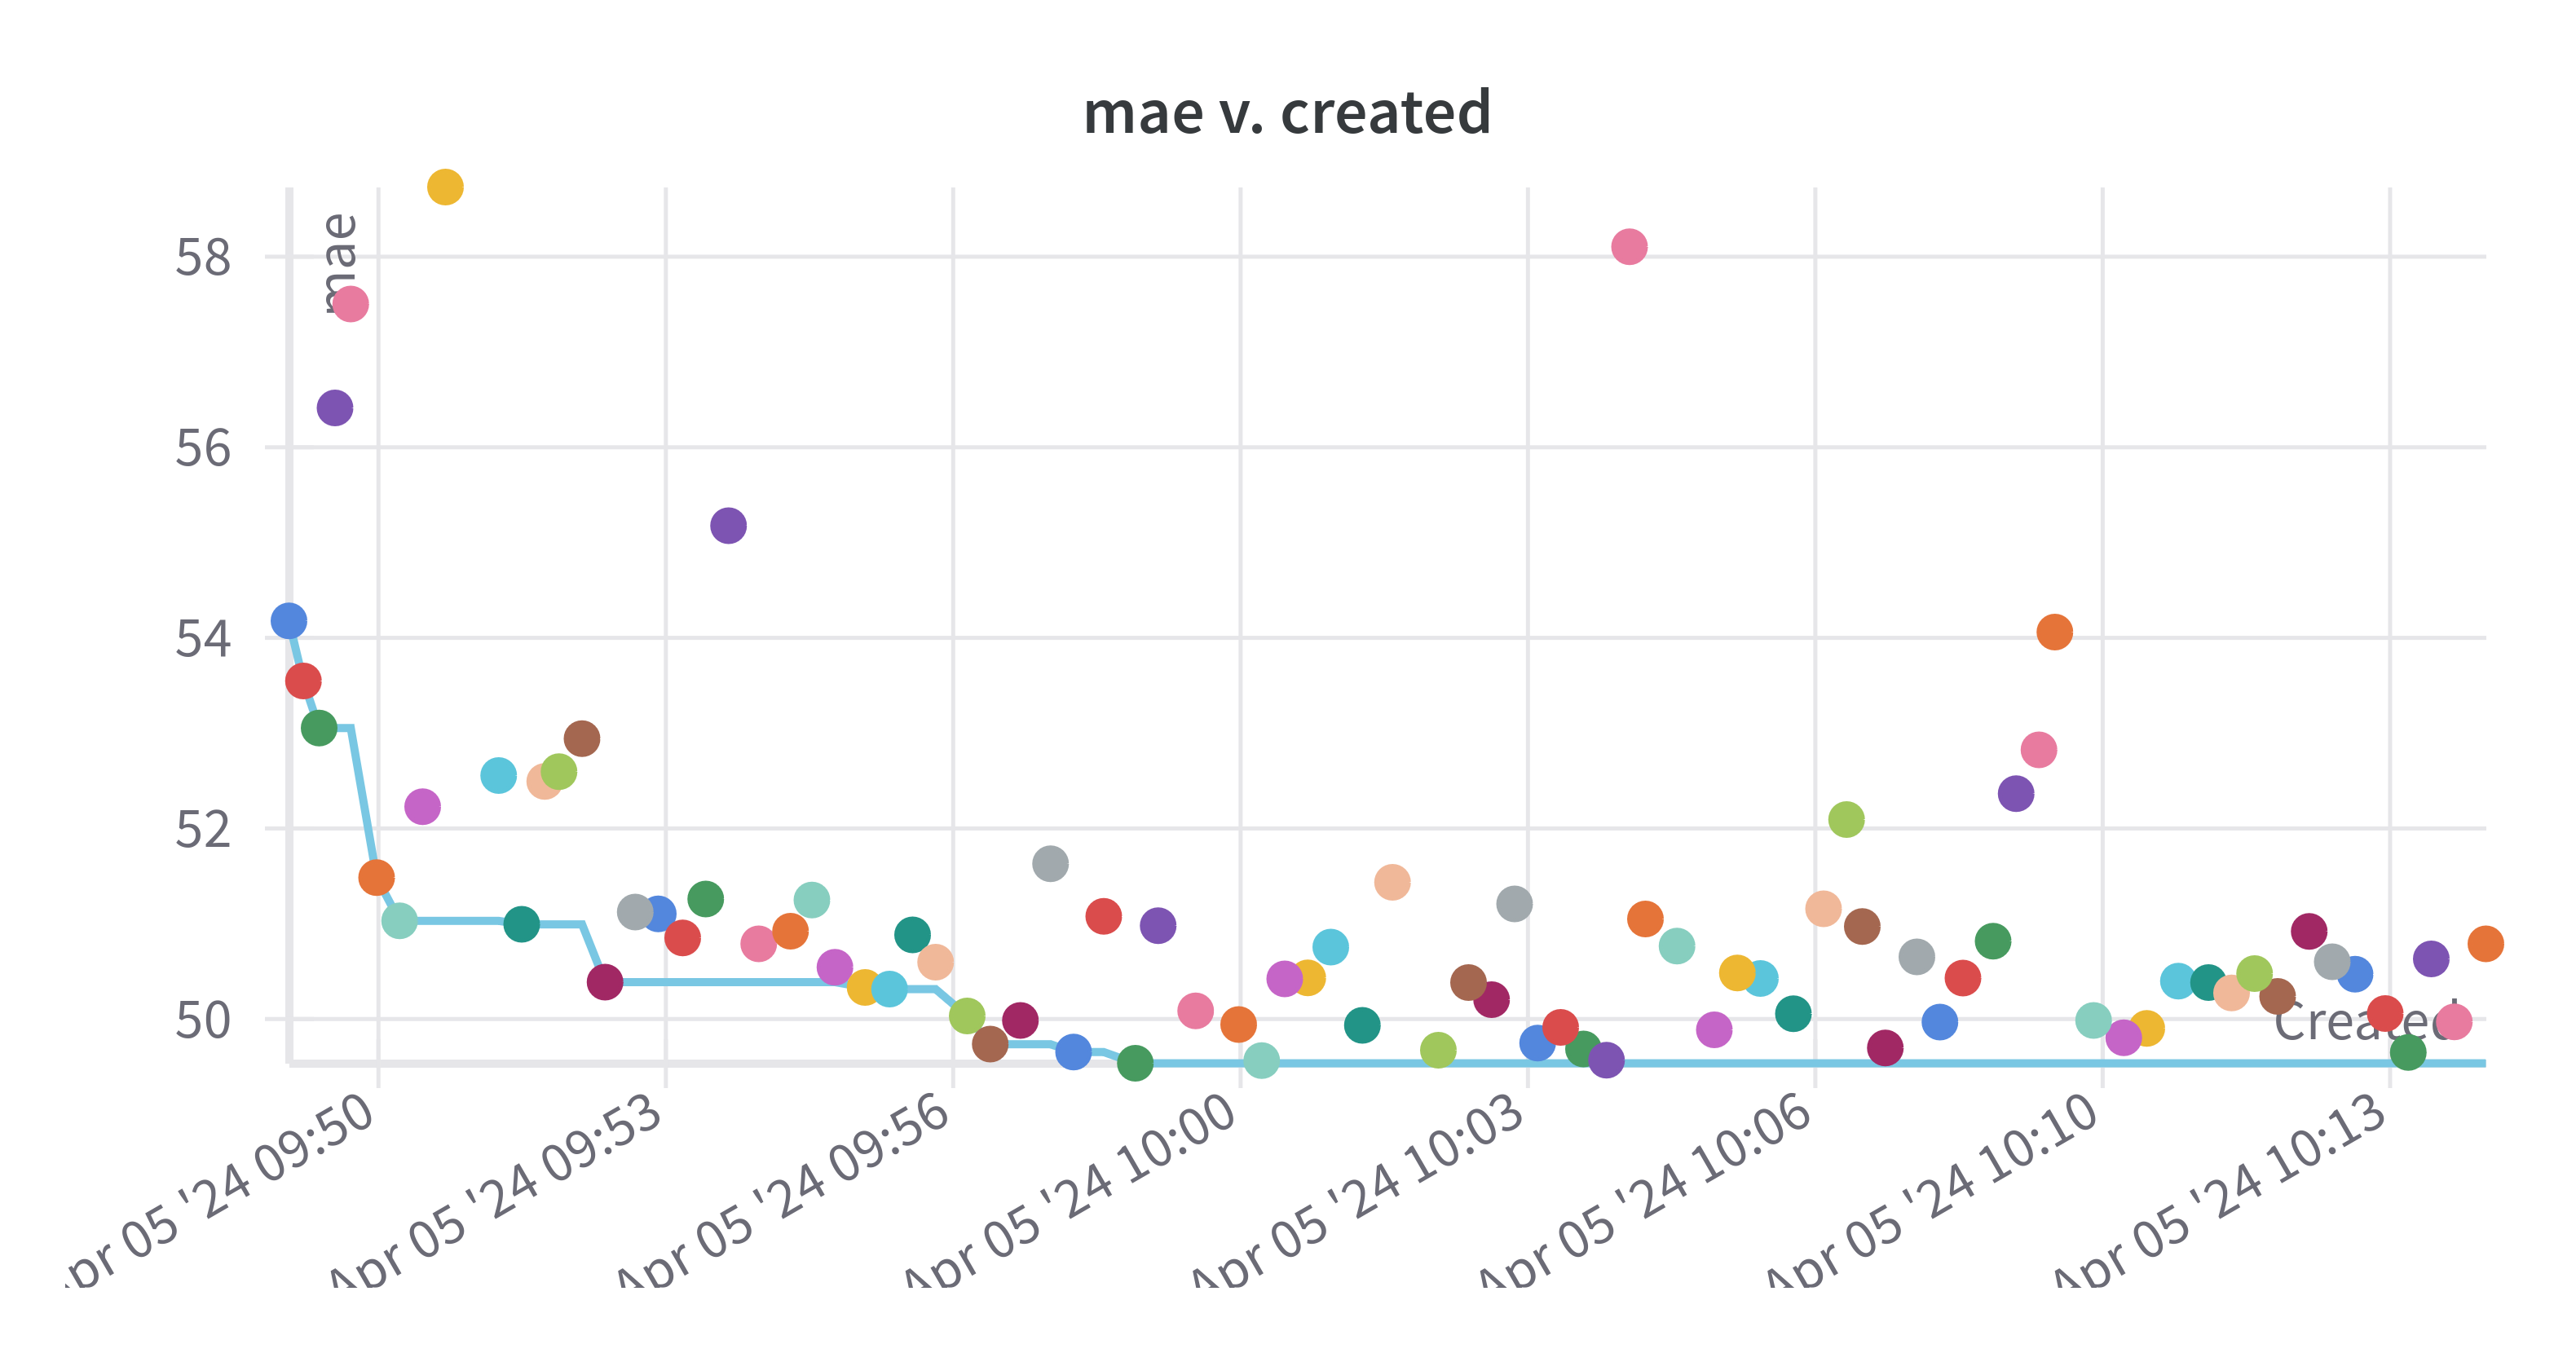 mae v. created
mae
58
56
54
52
50
Created
pr 05 '24 09:50
Apr 05 '24 09:53
Apr 05 '24 09:56
Apr 05 '24 10:00
Apr 05 '24 10:03
Apr 05 '24 10:06
Apr 05 '24 10:10
Apr 05 '24 10:13